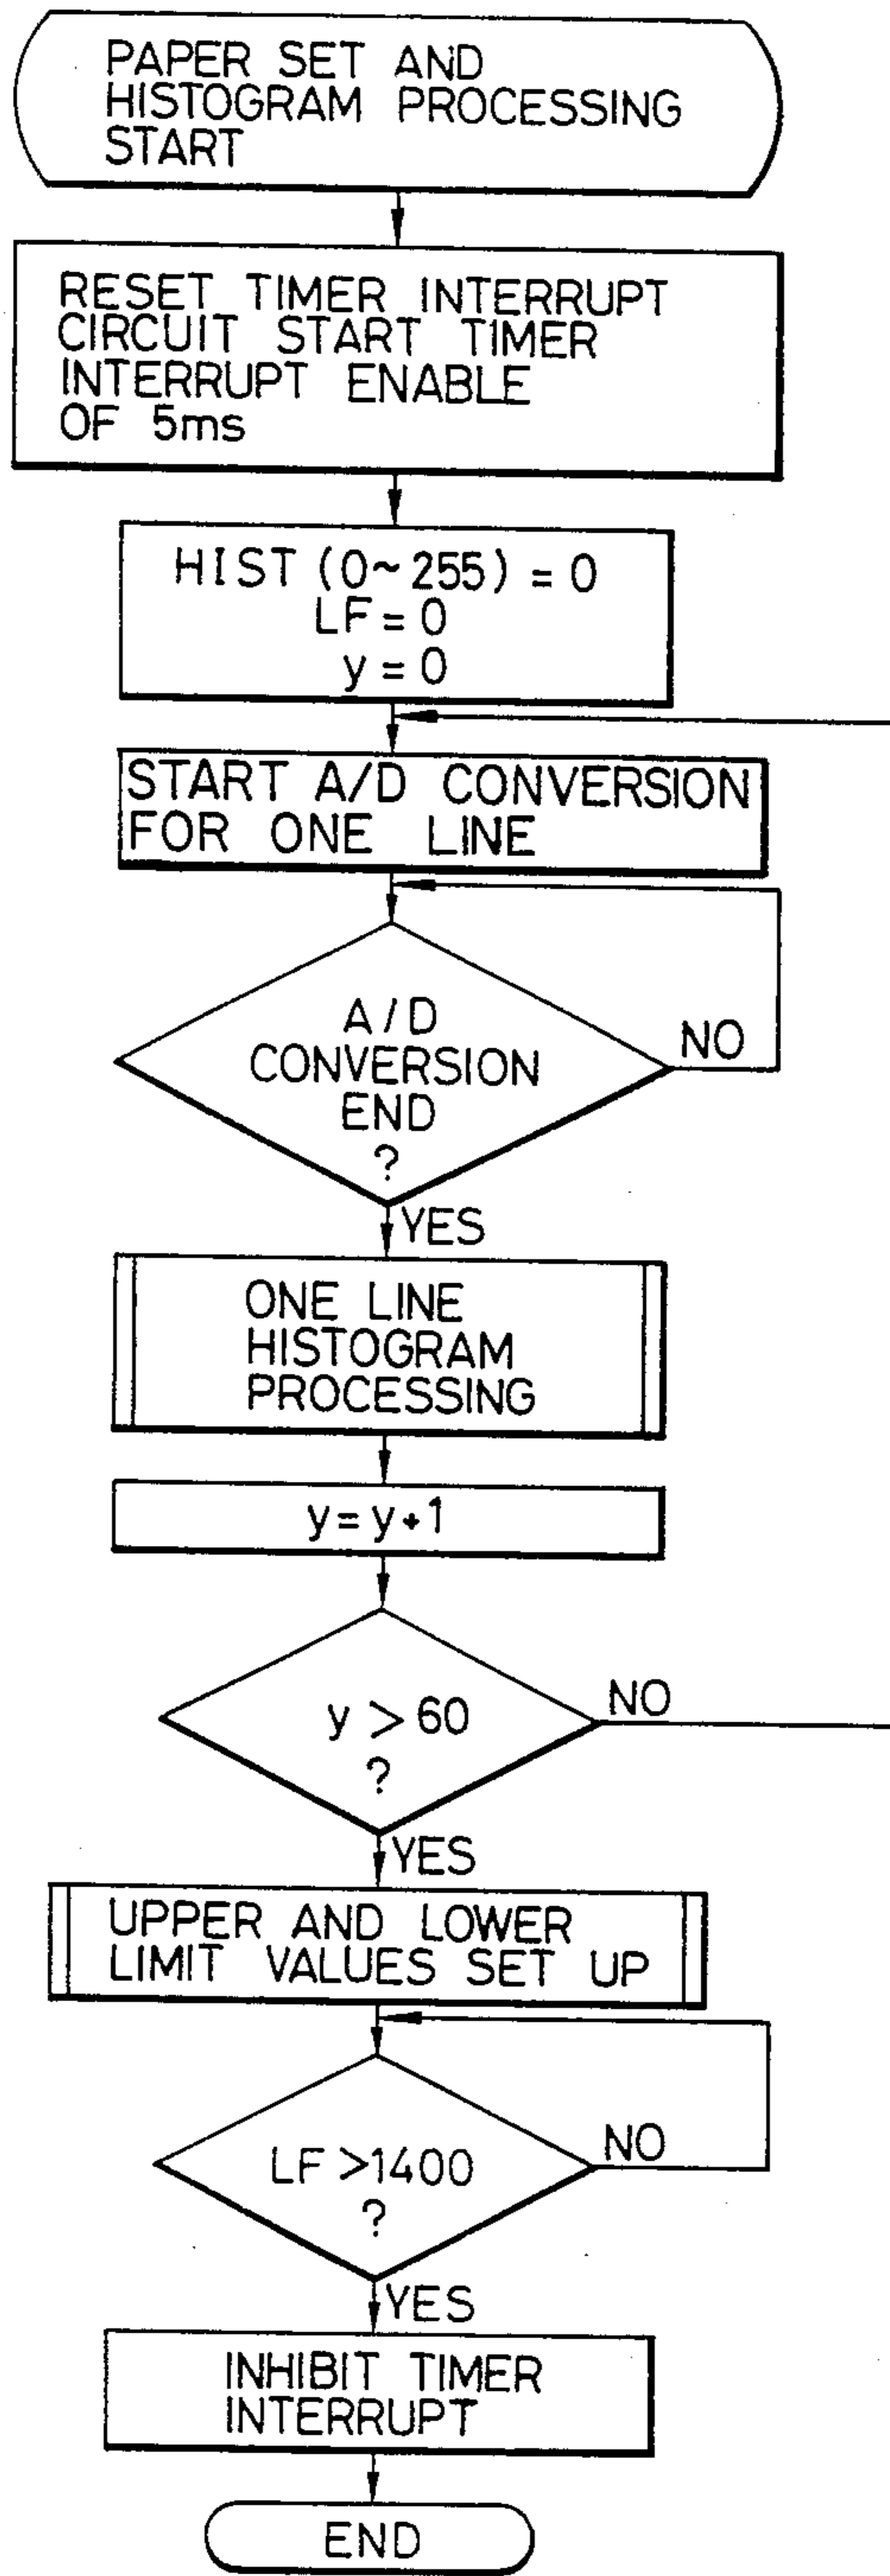 PAPER SET AND
HISTOGRAM PROCESSING
START
RESET TIMER INTERRUPT
CIRCUIT START TIMER
INTERRUPT ENABLE
OF 5ms
HIST (0~255) = 0
LF = 0
y = 0
START A/D CONVERSION
FOR ONE LINE
A/D
CONVERSION
END
?
NO
YES
ONE LINE
HISTOGRAM
PROCESSING
y = y + 1
y > 60
?
NO
YES
UPPER AND LOWER
LIMIT VALUES SET UP
LF >1400
?
NO
YES
INHIBIT TIMER
INTERRUPT
END